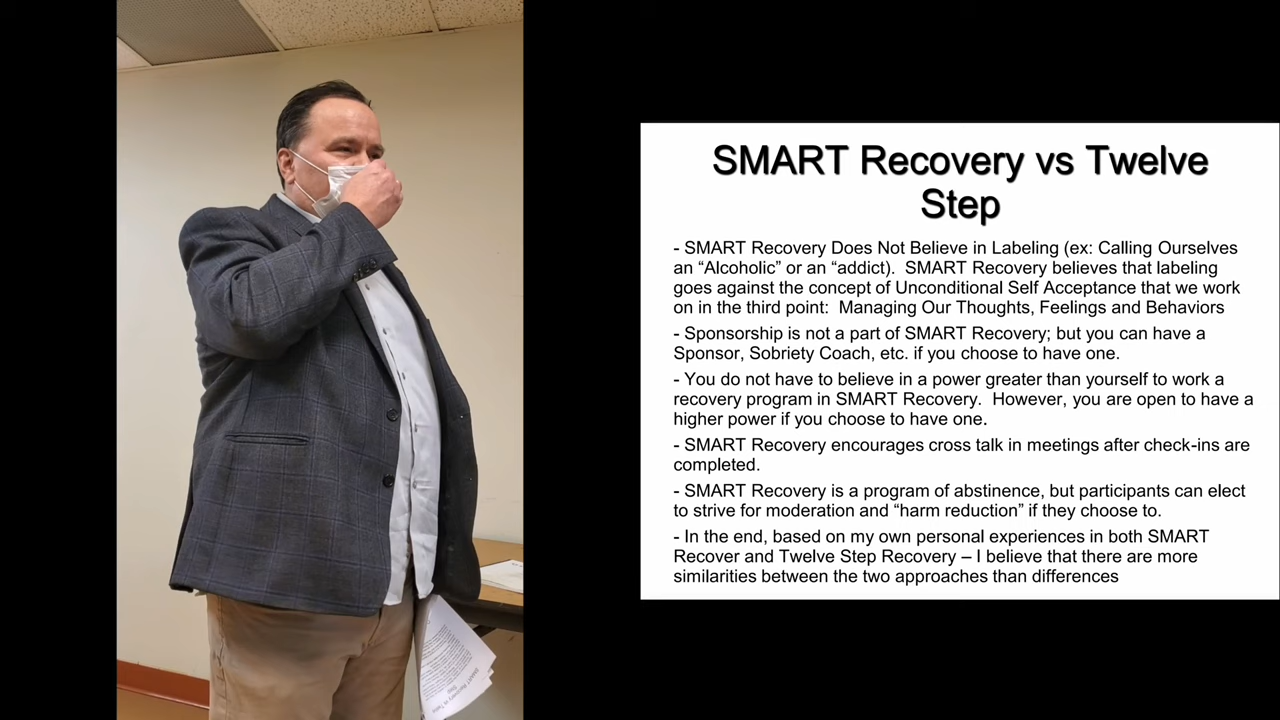 SMART Recovery vs Twelve
Step
- SMART Recovery Does Not Believe in Labeling (ex: Calling Ourselves
an “Alcoholic” or an “addict). SMART Recovery believes that labeling
goes against the concept of Unconditional Self Acceptance that we work
on in the third point: Managing Our Thoughts, Feelings and Behaviors
- Sponsorship is not a part of SMART Recovery; but you can have a
Sponsor, Sobriety Coach, etc. if you choose to have one.
- You do not have to believe in a power greater than yourself to work a
recovery program in SMART Recovery. However, you are open to have a
higher power if you choose to have one.
- SMART Recovery encourages cross talk in meetings after check-ins are
completed.
- SMART Recovery is a program of abstinence, but participants can elect
to strive for moderation and “harm reduction” if they choose to.
- In the end, based on my own personal experiences in both SMART
Recover and Twelve Step Recovery – I believe that there are more
similarities between the two approaches than differences
SMART Recovery vs Twelve
Step